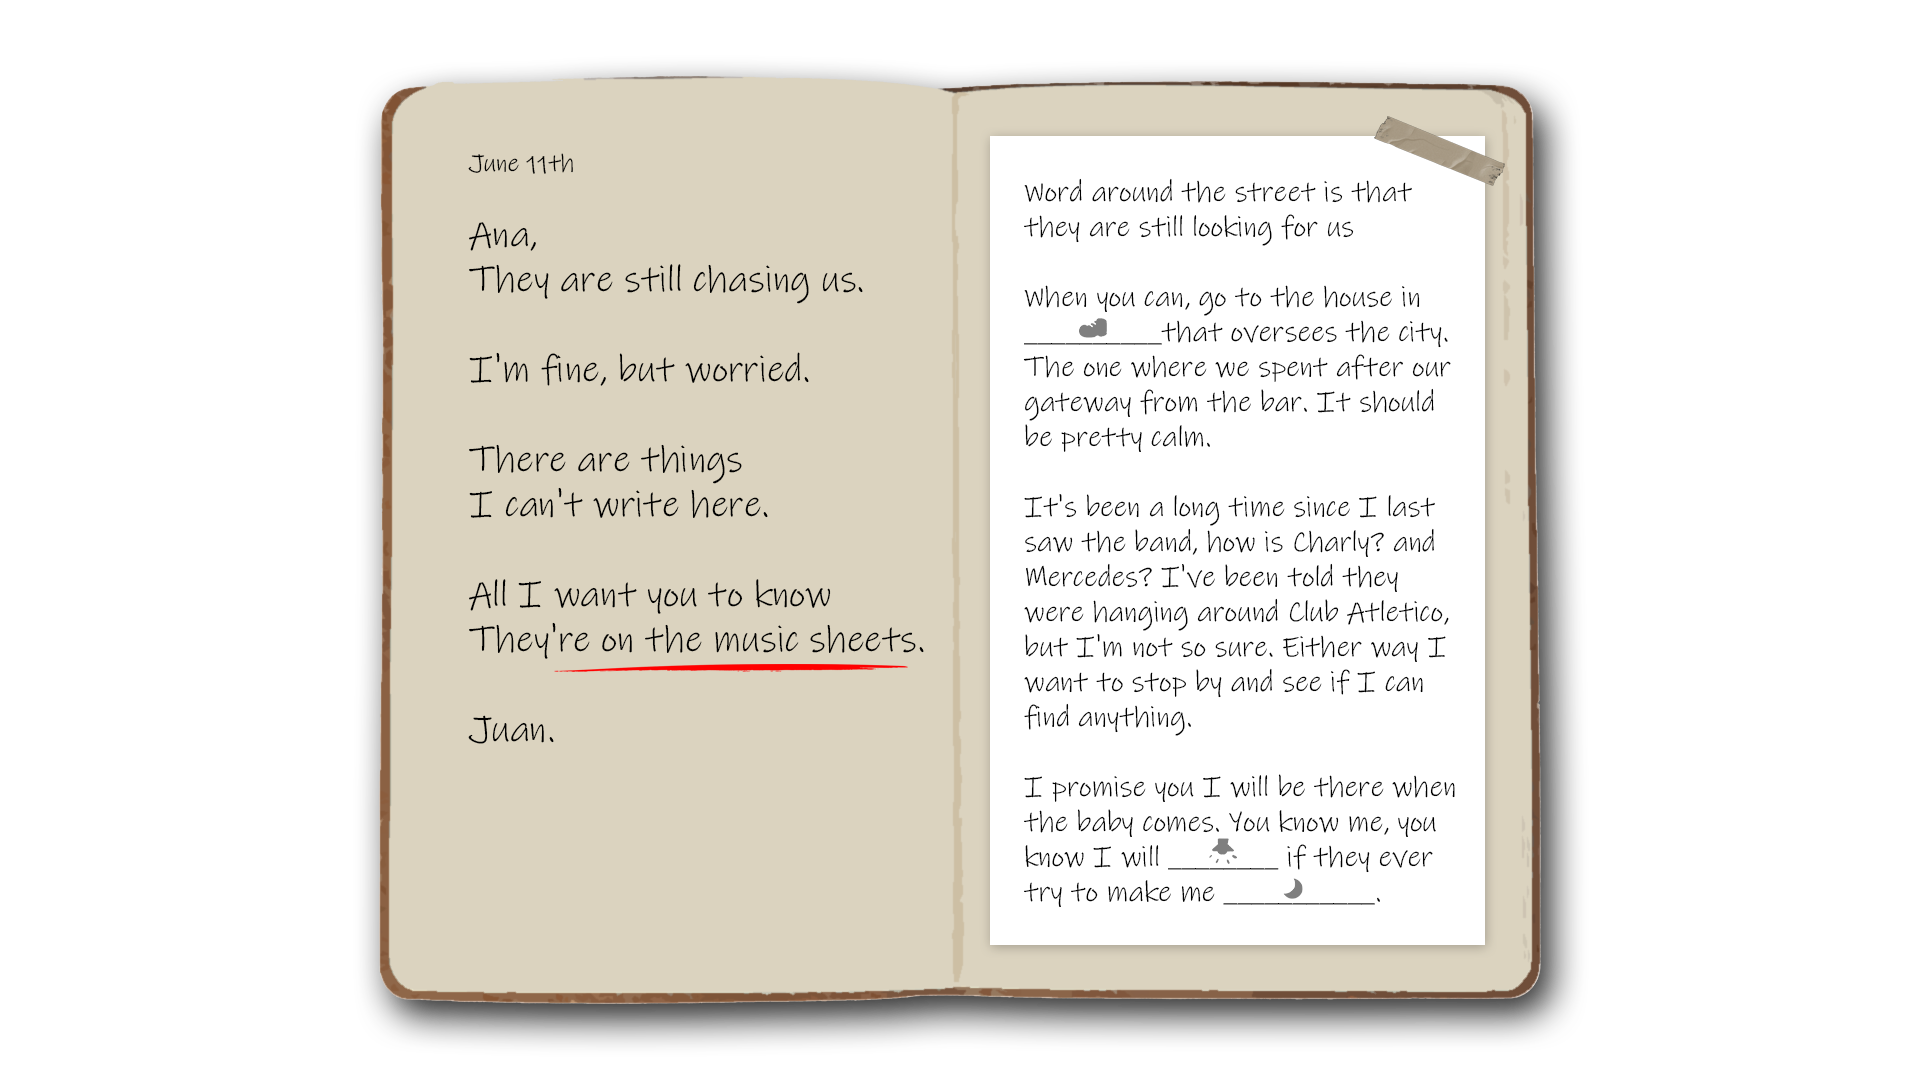 June 11th
Ana,
They are still chasing us.
I'm fine, but worried.
There are things
I can't write here.
All I want you to know
They're on the music sheets.
Juan.
Word around the street is that
they are still looking for us
When you can, go to the house in
__________that oversees the city.
The one where we spent after our
gateway from the bar. It should
be pretty calm.
It's been a long time since I last
saw the band, how is Charly? and
Mercedes? I've been told they
were hanging around Club Atletico,
but I'm not so sure. Either way I
want to stop by and see if I can
find anything.
I promise you I will be there when
the baby comes. You know me, you
know I will ________ if they ever
try to make me ___________.